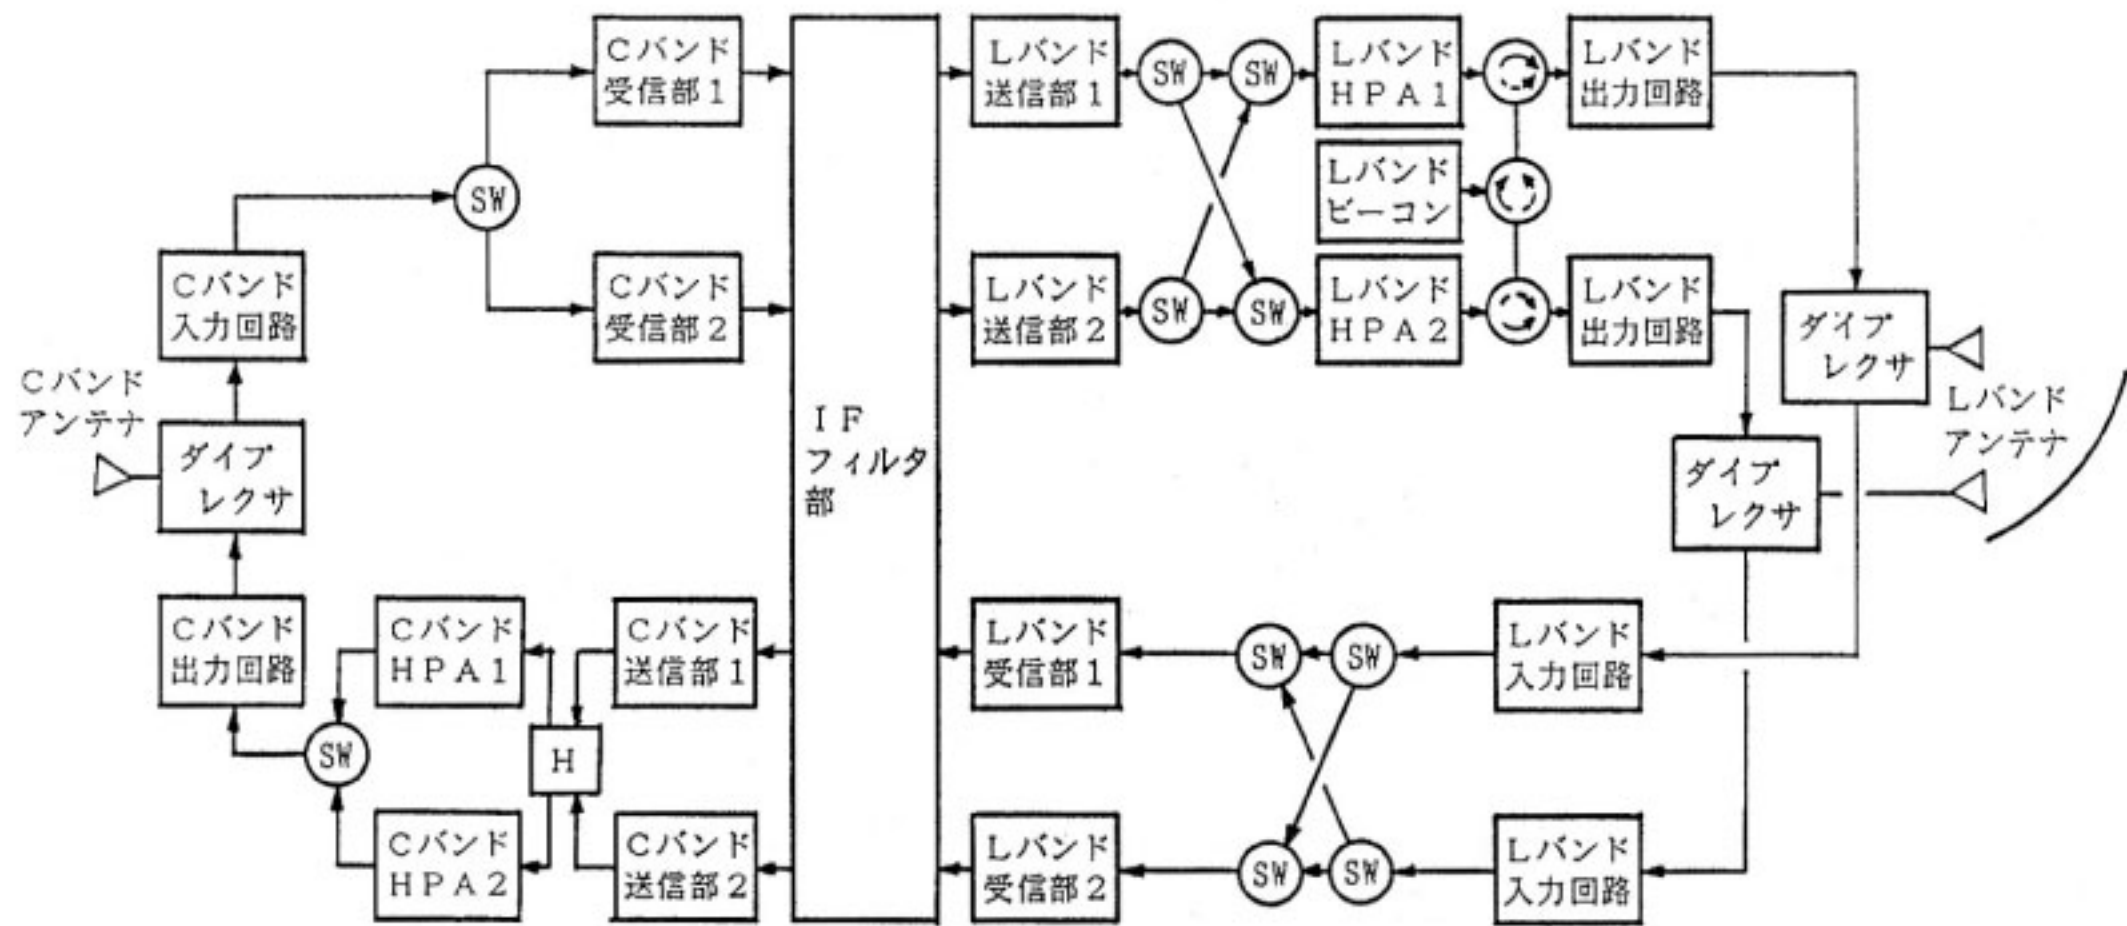 Cバンド
受信部1
Lバンド
送信部1
SW
SW
Lバンド
HPA1
Lバンド
出力回路
SW
Lバンド
ビーコン
Cバンド
入力回路
Cバンド
受信部2
Lバンド
送信部2
SW
SW
Lバンド
HPA2
Lバンド
出力回路
ダイプ
レクサ
Cバンド
アンテナ
ダイプ
レクサ
IF
フィルタ
部
Lバンド
アンテナ
ダイプ
レクサ
Cバンド
出力回路
Cバンド
HPA1
Cバンド
送信部1
Lバンド
受信部1
SW
SW
Lバンド
入力回路
SW
H
Cバンド
HPA2
Cバンド
送信部2
Lバンド
受信部2
SW
SW
Lバンド
入力回路